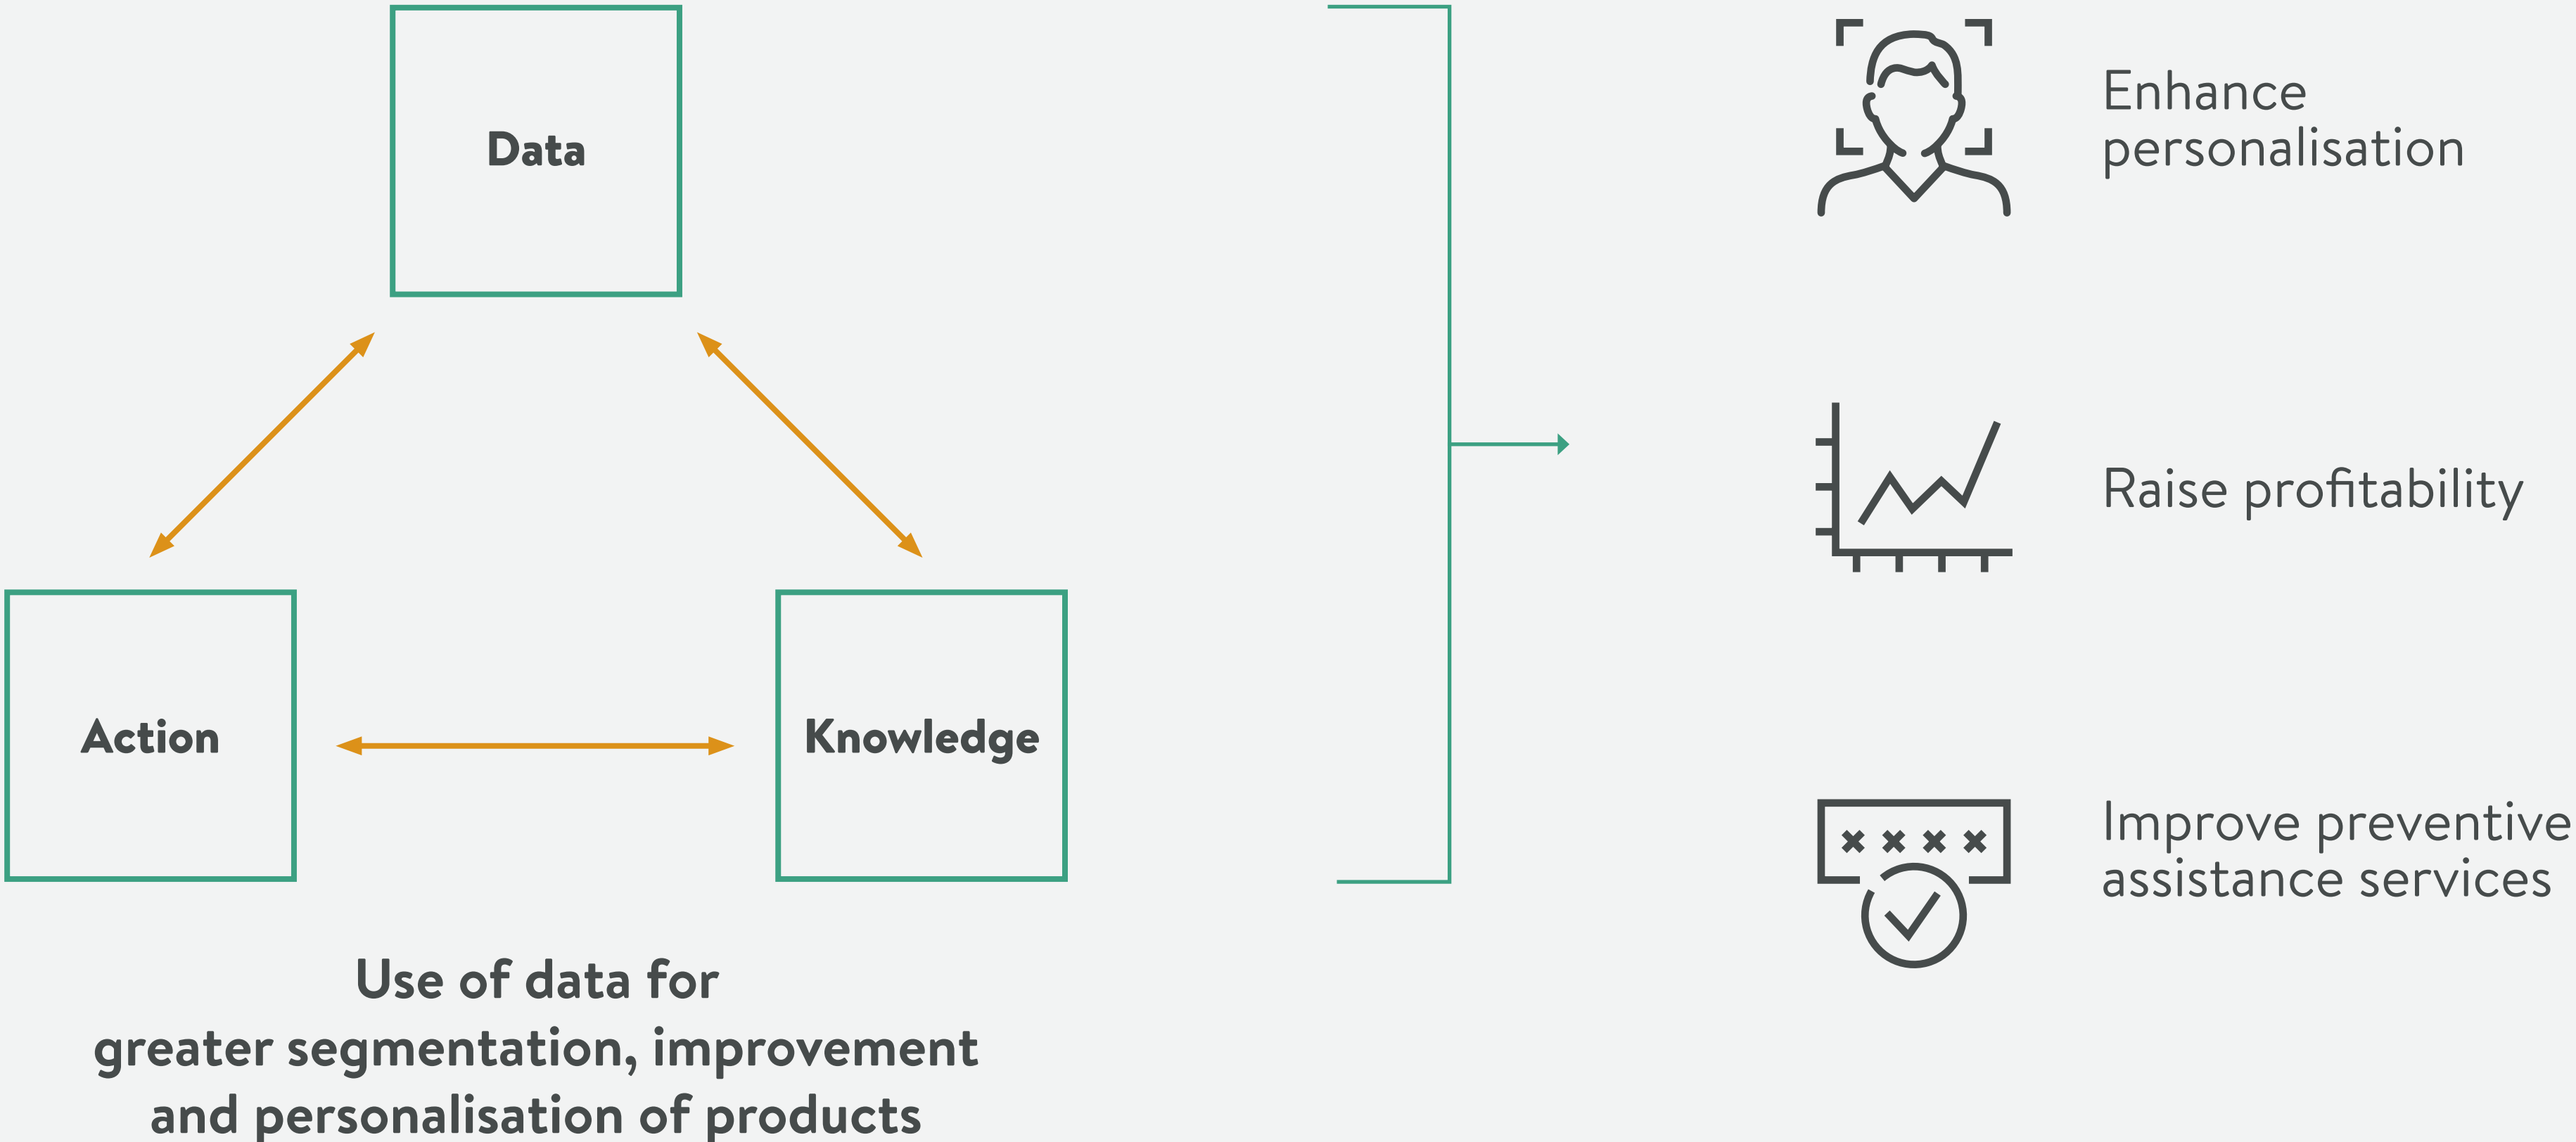 Data
Action
Knowledge
Use of data for
greater segmentation, improvement
and personalisation of products
Enhance
personalisation
Raise profitability
Improve preventive
assistance services